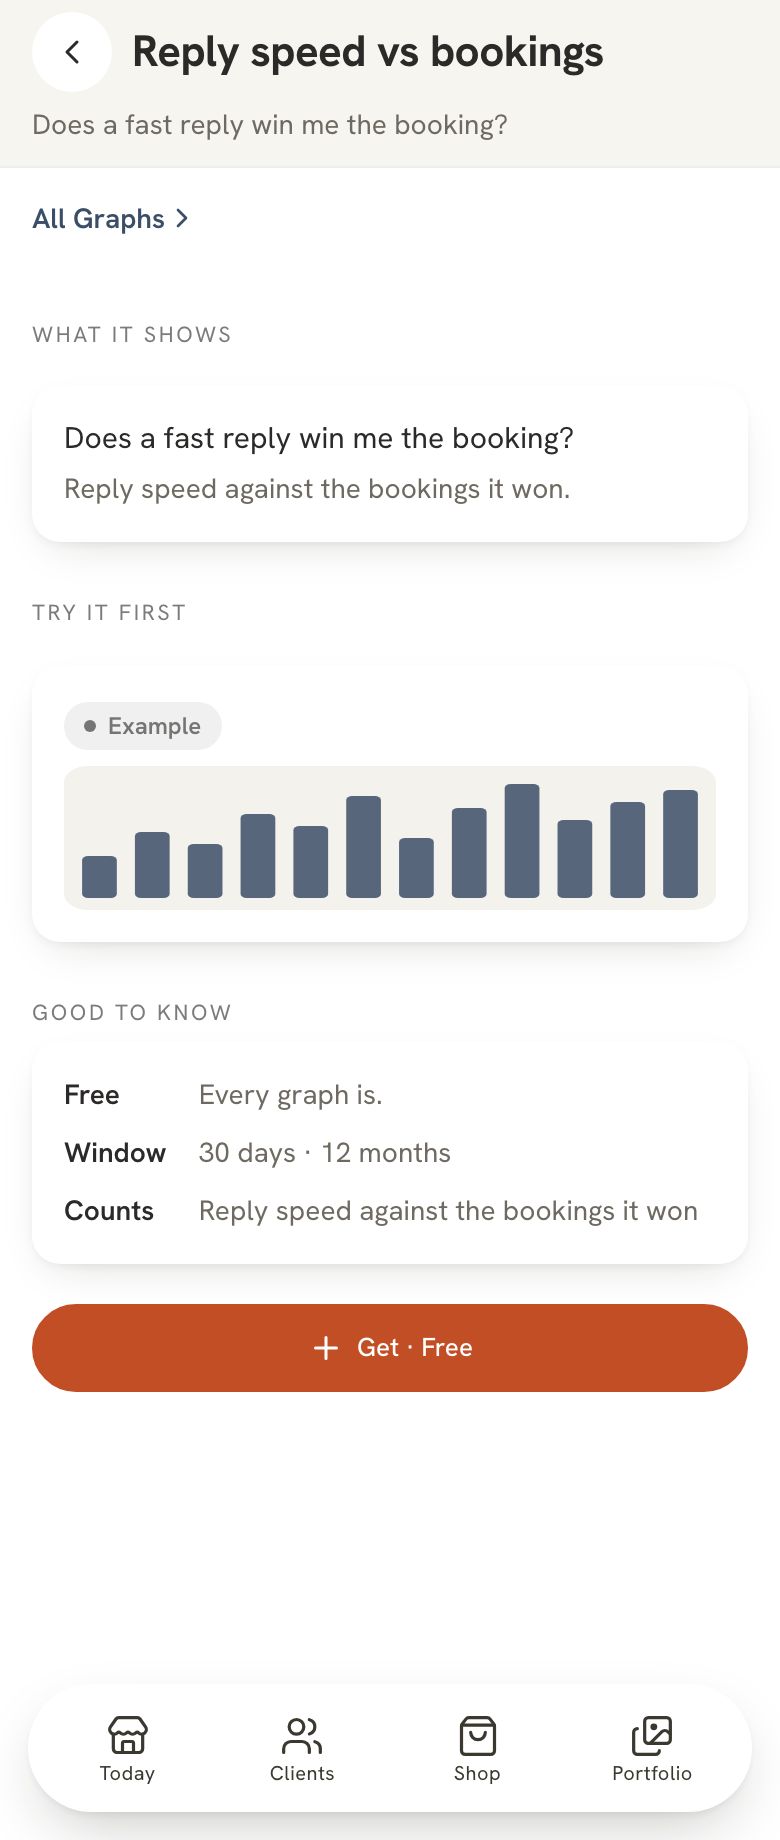 Reply speed vs bookings
Does a fast reply win me the booking?
All Graphs
WHAT IT SHOWS
Does a fast reply win me the booking?
Reply speed against the bookings it won.
TRY IT FIRST
Example
GOOD TO KNOW
Free Every graph is.
Window 30 days · 12 months
Counts Reply speed against the bookings it won
Get · Free
Today Clients Shop Portfolio